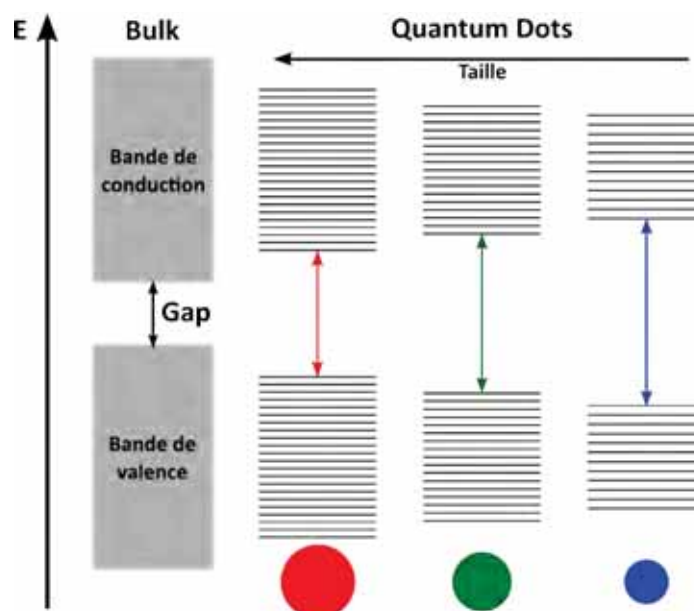 E
Bulk
Quantum Dots
Taille
Bande de
conduction
Gap
Bande de
valence